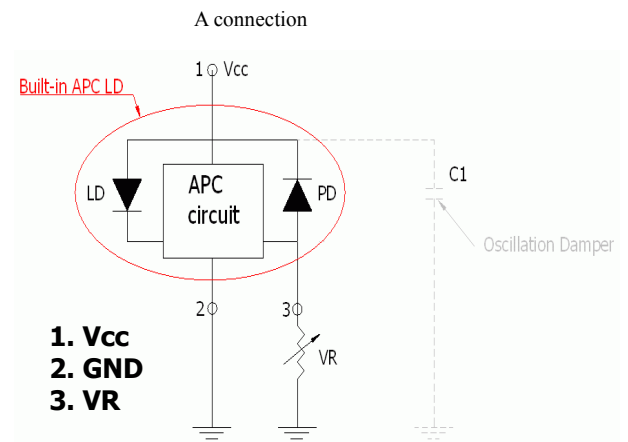 A connection
1 Vcc
Built-in APC LD
C1
LD
APC
circuit
PD
Oscillation Damper
2
3
VR
1. Vcc
2. GND
3. VR